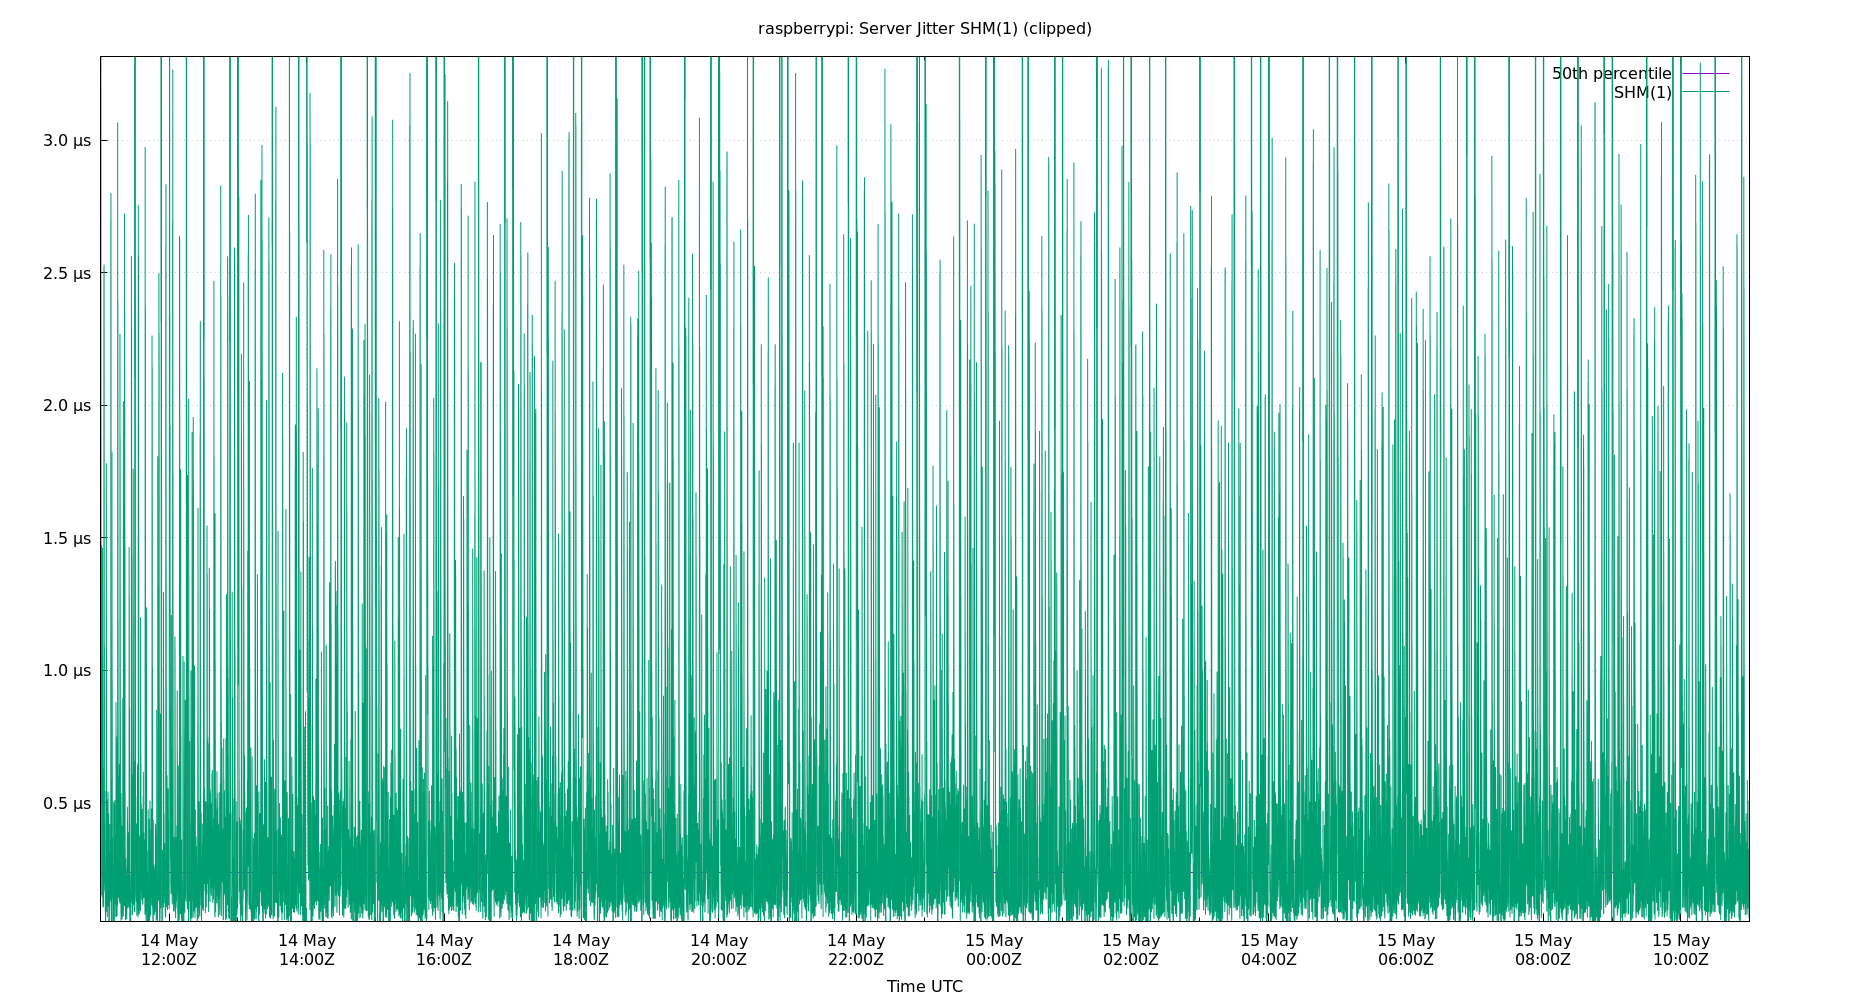 raspberrypi: Server Jitter SHM(1) (clipped)
50th percentile
SHM(1)
3.0 µs
2.5 µs
2.0 µs
1.5 µs
1.0 µs
0.5 µs
14 May 14 May 14 May 14 May 14 May 14 May 15 May 15 May 15 May 15 May 15 May 15 May
12:00Z 14:00Z 16:00Z 18:00Z 20:00Z 22:00Z 00:00Z 02:00Z 04:00Z 06:00Z 08:00Z 10:00Z
Time UTC